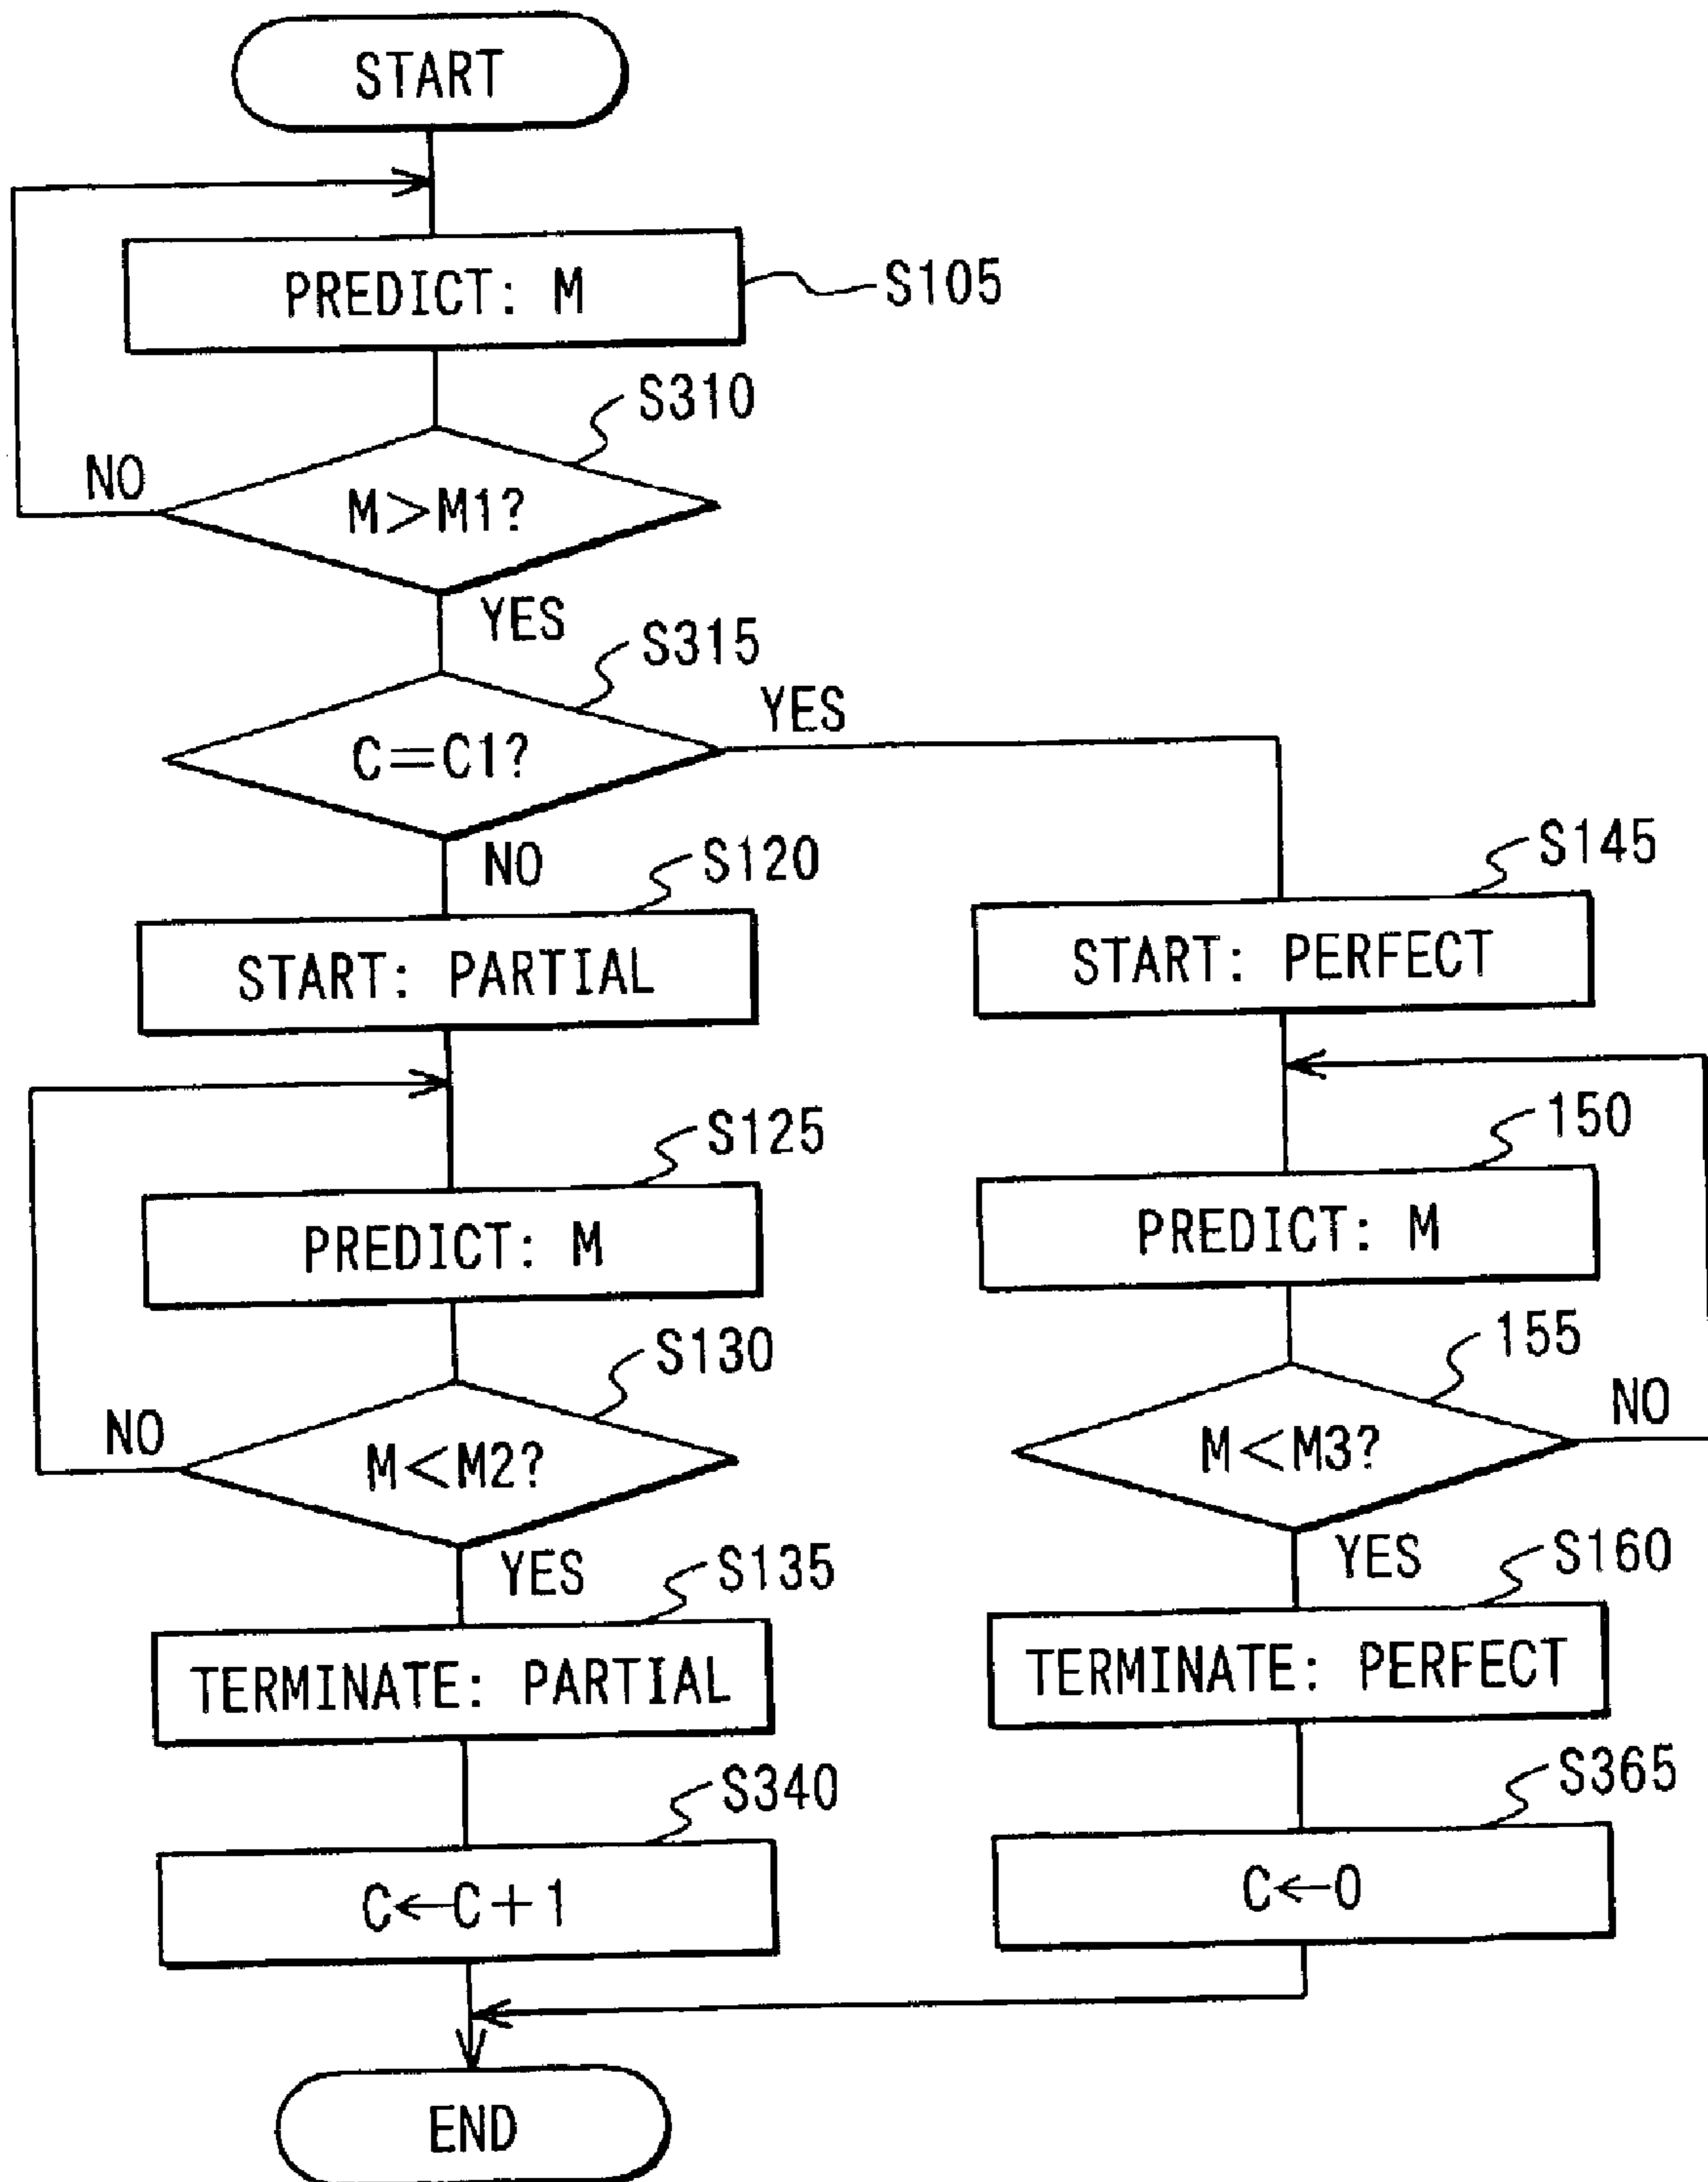 START
PREDICT: M
S105
S310
NO
M>M1?
YES
S315
YES
C=C1?
NO
S120
S145
START: PARTIAL
START: PERFECT
S125
150
PREDICT: M
PREDICT: M
S130
155
NO
M<M2?
M<M3?
NO
YES
S135
YES
S160
TERMINATE: PARTIAL
TERMINATE: PERFECT
S340
S365
C←C+1
C←0
END